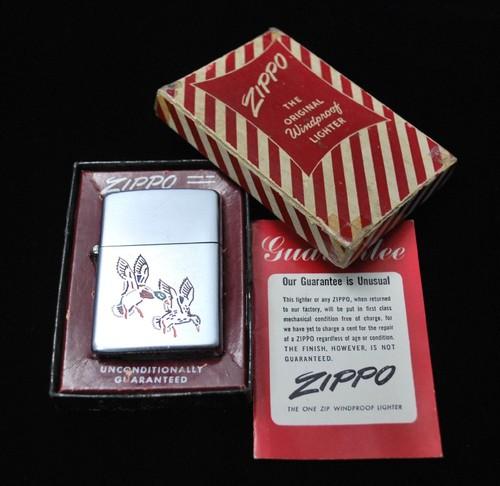 ZIPPO
THE
ORIGINAL
Windproof
LIGHTER
ZIPPO
UNCONDITIONALLY
GUARANTEED
Guarantee
Our Guarantee is Unusual
This lighter or any ZIPPO, when returned
to our factory, will be put in first class
mechanical condition free of charge, for
we have yet to charge a cent for the repair
of a ZIPPO regardless of age or condition.
THE FINISH, HOWEVER, IS NOT
GUARANTEED.
ZIPPO
THE ONE ZIP WINDPROOF LIGHTER